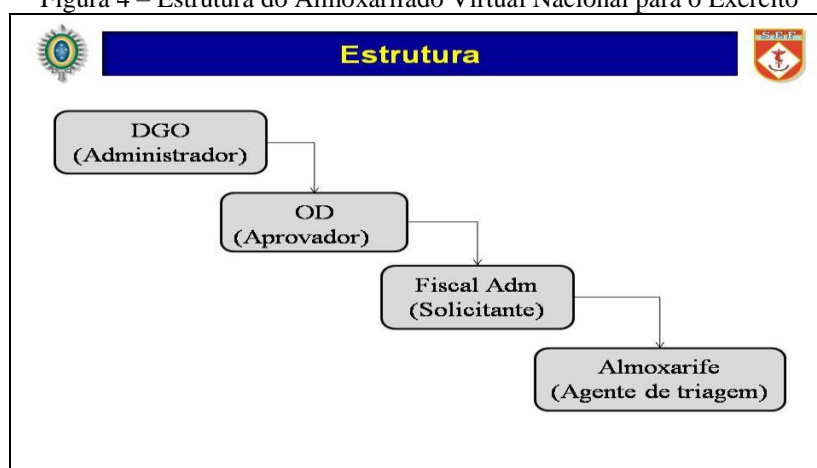 Figura 4 – Estrutura do Almoxarifado Virtual Nacional para o Exército
Estrutura
S.E.F
DGO
(Administrador)
OD
(Aprovador)
Fiscal Adm
(Solicitante)
Almoxarife
(Agente de triagem)